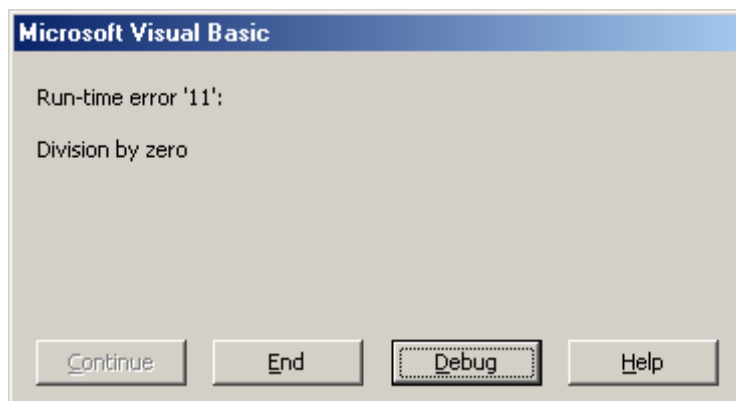 Microsoft Visual Basic
Run-time error '11':
Division by zero
Continue End Debug Help